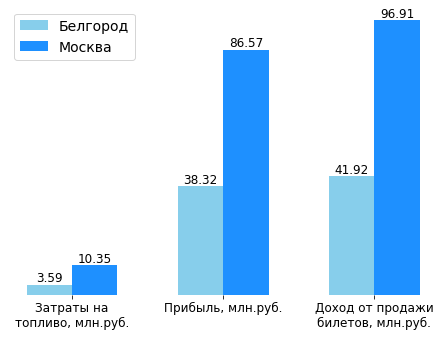 Белгород
Москва
3.59
10.35
38.32
86.57
41.92
96.91
Затраты на
топливо, млн.руб.
Прибыль, млн.руб.
Доход от продажи
билетов, млн.руб.